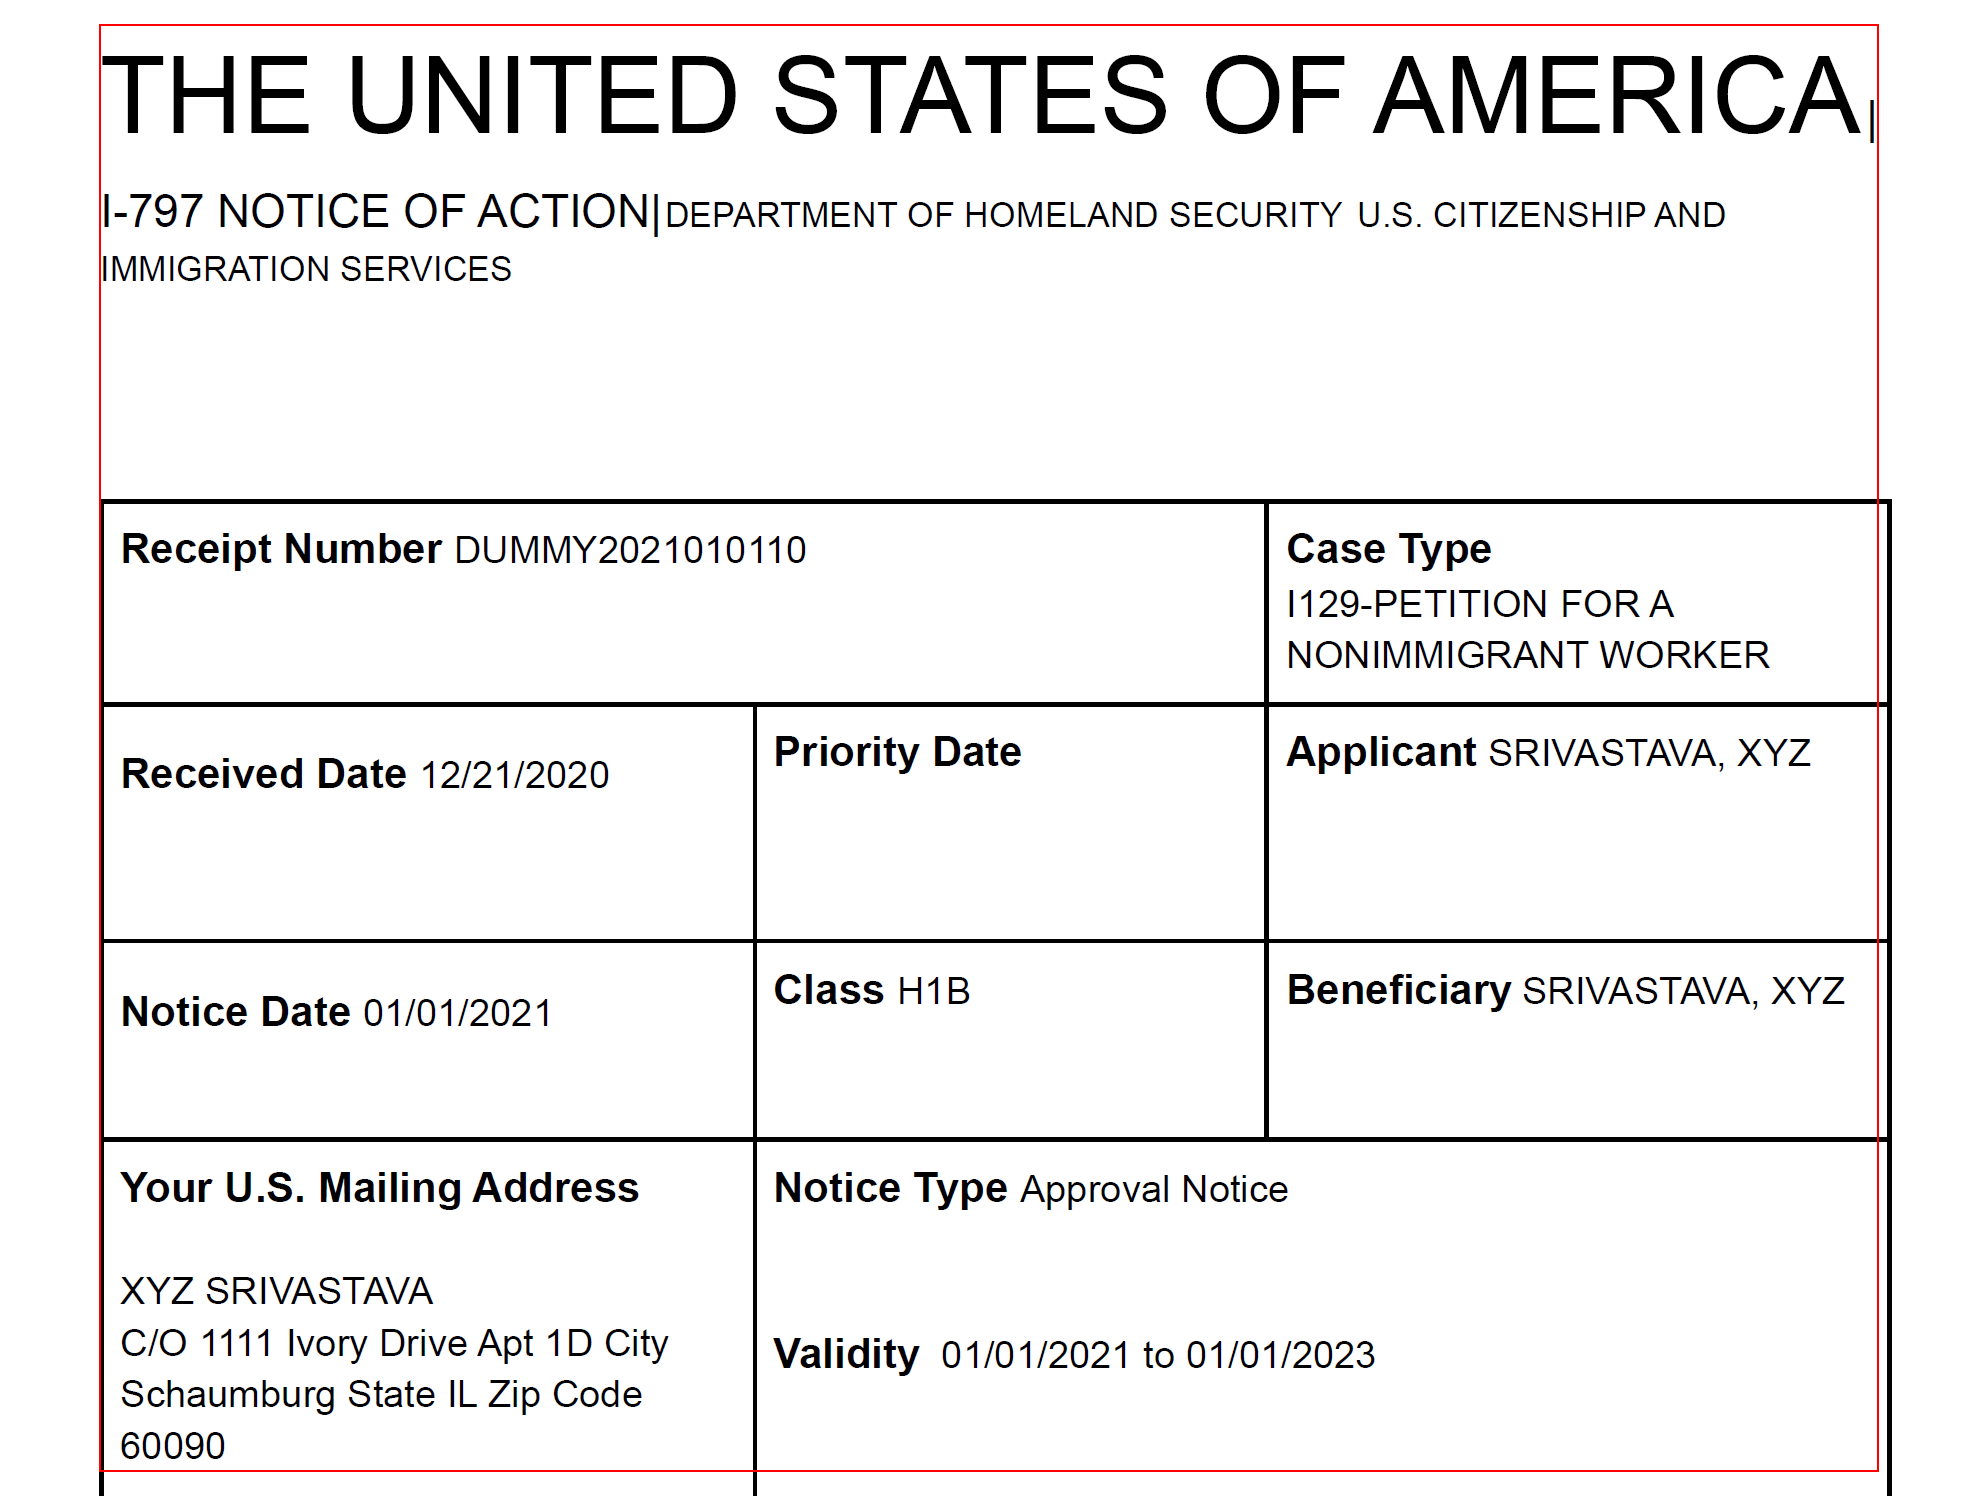 THE UNITED STATES OF AMERICA|
I-797 NOTICE OF ACTION|DEPARTMENT OF HOMELAND SECURITY U.S. CITIZENSHIP AND
IMMIGRATION SERVICES
Receipt Number DUMMY2021010110
Case Type
I129-PETITION FOR A
NONIMMIGRANT WORKER
Received Date 12/21/2020
Priority Date
Applicant SRIVASTAVA, XYZ
Notice Date 01/01/2021
Class H1B
Beneficiary SRIVASTAVA, XYZ
Your U.S. Mailing Address
XYZ SRIVASTAVA
C/O 1111 Ivory Drive Apt 1D City
Schaumburg State IL Zip Code
60090
Notice Type Approval Notice
Validity 01/01/2021 to 01/01/2023